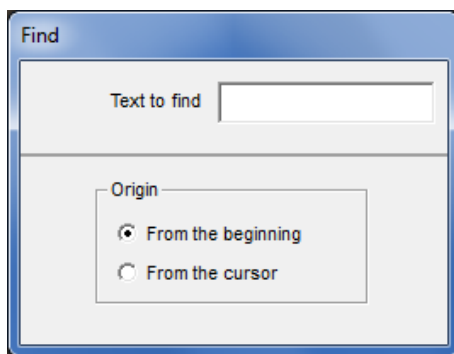 Find
Text to find
Origin
From the beginning
From the cursor